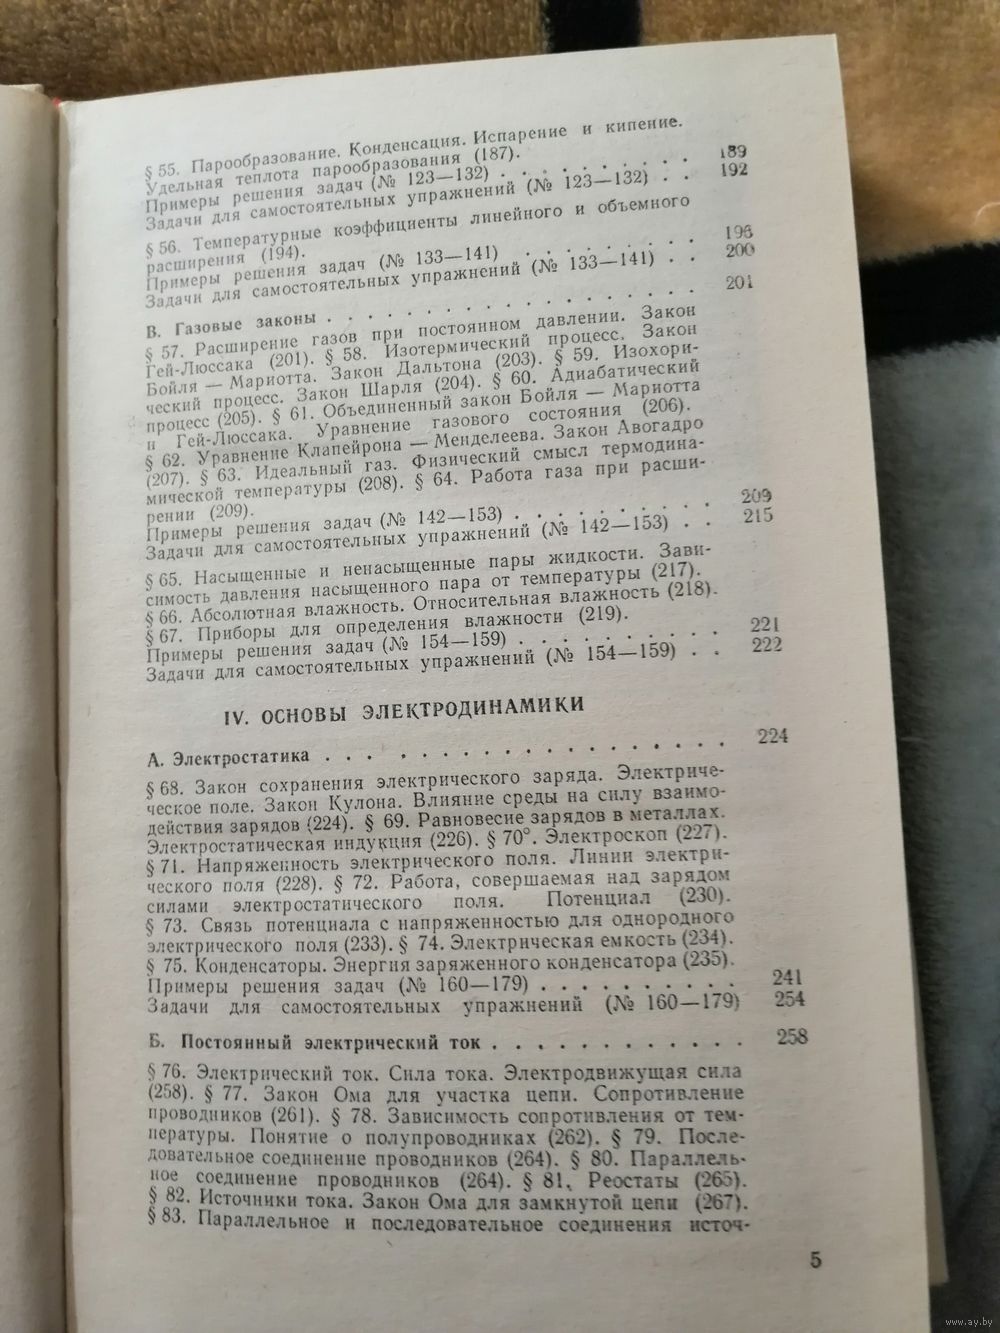 § 55. Парообразование. Конденсация. Испарение и кипение.
Удельная теплота парообразования (187).
Примеры решения задач (№ 123—132) . . . . . . . . 189
Задачи для самостоятельных упражнений (№ 123—132) . . 192
§ 56. Температурные коэффициенты линейного и объемного
расширения (194).
Примеры решения задач (№ 133—141) . . . . . . . . 196
Задачи для самостоятельных упражнений (№ 133—141) . . 200
В. Газовые законы . . . . . . . . . . . . . . . . . 201
§ 57. Расширение газов при постоянном давлении. Закон
Гей-Люссака (201). § 58. Изотермический процесс. Закон
Бойля — Мариотта. Закон Дальтона (203). § 59. Изохори-
ческий процесс. Закон Шарля (204). § 60. Адиабатический
процесс (205). § 61. Объединенный закон Бойля — Мариотта
и Гей-Люссака. Уравнение газового состояния (206).
§ 62. Уравнение Клапейрона — Менделеева. Закон Авогадро
(207). § 63. Идеальный газ. Физический смысл термодина-
мической температуры (208). § 64. Работа газа при расши-
рении (209).
Примеры решения задач (№ 142—153) . . . . . . . . . 209
Задачи для самостоятельных упражнений (№ 142—153) . . 215
§ 65. Насыщенные и ненасыщенные пары жидкости. Зави-
симость давления насыщенного пара от температуры (217).
§ 66. Абсолютная влажность. Относительная влажность (218).
§ 67. Приборы для определения влажности (219).
Примеры решения задач (№ 154—159) . . . . . . . . . 221
Задачи для самостоятельных упражнений (№ 154—159) . . 222
IV. ОСНОВЫ ЭЛЕКТРОДИНАМИКИ
А. Электростатика . . . . . . . . . . . . . . . . . . 224
§ 68. Закон сохранения электрического заряда. Электриче-
ческое поле. Закон Кулона. Влияние среды на силу взаимо-
действия зарядов (224). § 69. Равновесие зарядов в металлах.
Электростатическая индукция (226). § 70°. Электроскоп (227).
§ 71. Напряженность электрического поля. Линии электри-
ческого поля (228). § 72. Работа, совершаемая над зарядом
силами электростатического поля. Потенциал (230).
§ 73. Связь потенциала с напряженностью для однородного
электрического поля (233). § 74. Электрическая емкость (234).
§ 75. Конденсаторы. Энергия заряженного конденсатора (235).
Примеры решения задач (№ 160—179) . . . . . . . . . . 241
Задачи для самостоятельных упражнений (№ 160—179) 254
Б. Постоянный электрический ток . . . . . . . . . . . . 258
§ 76. Электрический ток. Сила тока. Электродвижущая сила
(258). § 77. Закон Ома для участка цепи. Сопротивление
проводников (261). § 78. Зависимость сопротивления от тем-
пературы. Понятие о полупроводниках (262). § 79. После-
довательное соединение проводников (264). § 80. Параллель-
ное соединение проводников (264). § 81. Реостаты (265).
§ 82. Источники тока. Закон Ома для замкнутой цепи (267).
§ 83. Параллельное и последовательное соединения источ-
5
www.ay.by